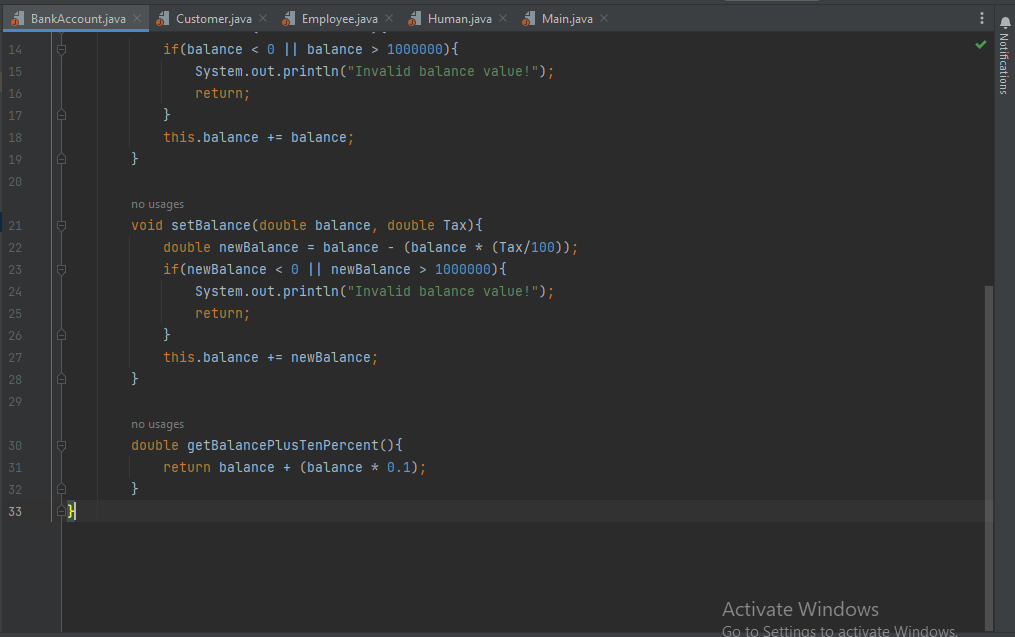 BankAccount.java Customer.java Employee.java Human.java Main.java
Notifications
14 if(balance < 0 || balance > 1000000){
15 System.out.println("Invalid balance value!");
16 return;
17 }
18 this.balance += balance;
19 }
20
no usages
21 void setBalance(double balance, double Tax){
22 double newBalance = balance - (balance * (Tax/100));
23 if(newBalance < 0 || newBalance > 1000000){
24 System.out.println("Invalid balance value!");
25 return;
26 }
27 this.balance += newBalance;
28 }
29
no usages
30 double getBalancePlusTenPercent(){
31 return balance + (balance * 0.1);
32 }
33 }
Activate Windows
Go to Settings to activate Windows.